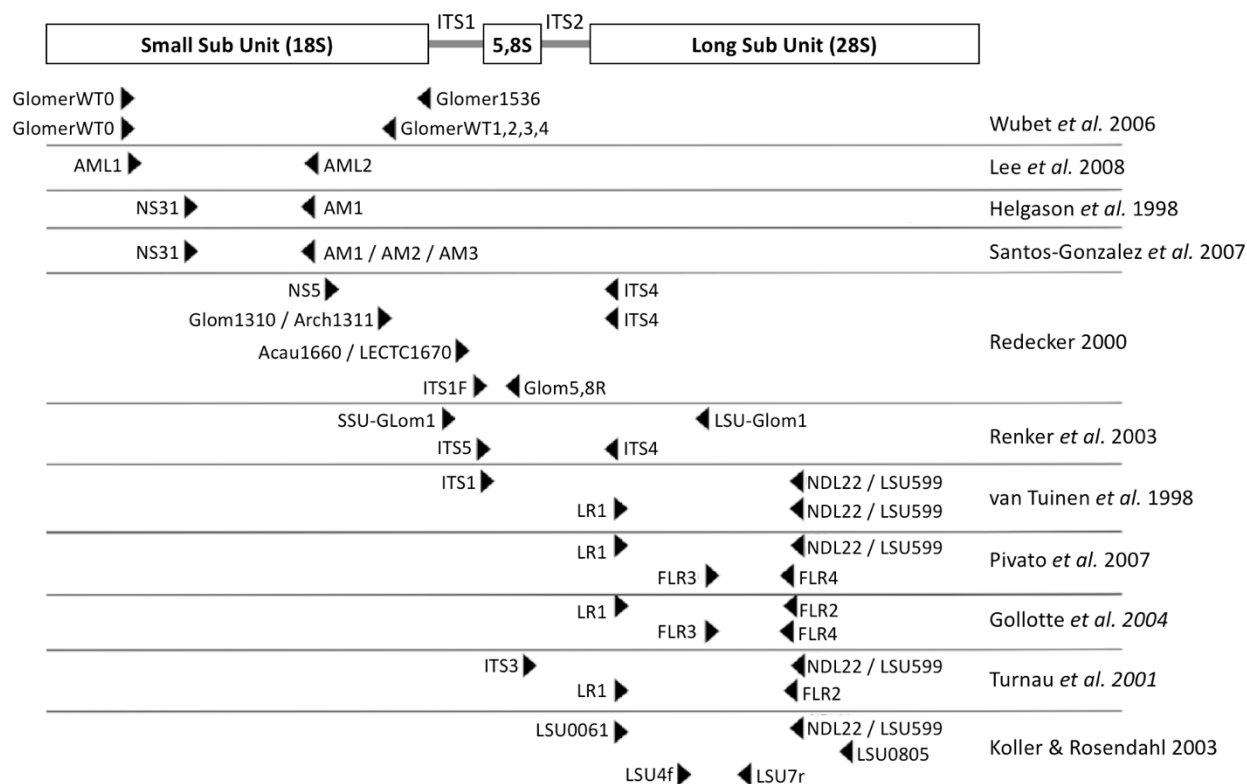 ITS1 ITS2
Small Sub Unit (18S) 5,8S Long Sub Unit (28S)
GlomerWT0 Glomer1536
GlomerWT0 GlomerWT1,2,3,4 Wubet et al. 2006
AML1 AML2 Lee et al. 2008
NS31 AM1 Helgason et al. 1998
NS31 AM1 / AM2 / AM3 Santos-Gonzalez et al. 2007
NS5 ITS4
Glom1310 / Arch1311 ITS4
Redecker 2000
Acau1660 / LECTC1670
ITS1F Glom5,8R
SSU-GLom1 LSU-Glom1
Renker et al. 2003
ITS5 ITS4
ITS1 NDL22 / LSU599
van Tuinen et al. 1998
LR1 NDL22 / LSU599
LR1 NDL22 / LSU599
Pivato et al. 2007
FLR3 FLR4
LR1 FLR2
Gollotte et al. 2004
FLR3 FLR4
ITS3 NDL22 / LSU599
Turnau et al. 2001
LR1 FLR2
LSU0061 NDL22 / LSU599
LSU0805 Koller & Rosendahl 2003
LSU4f LSU7r